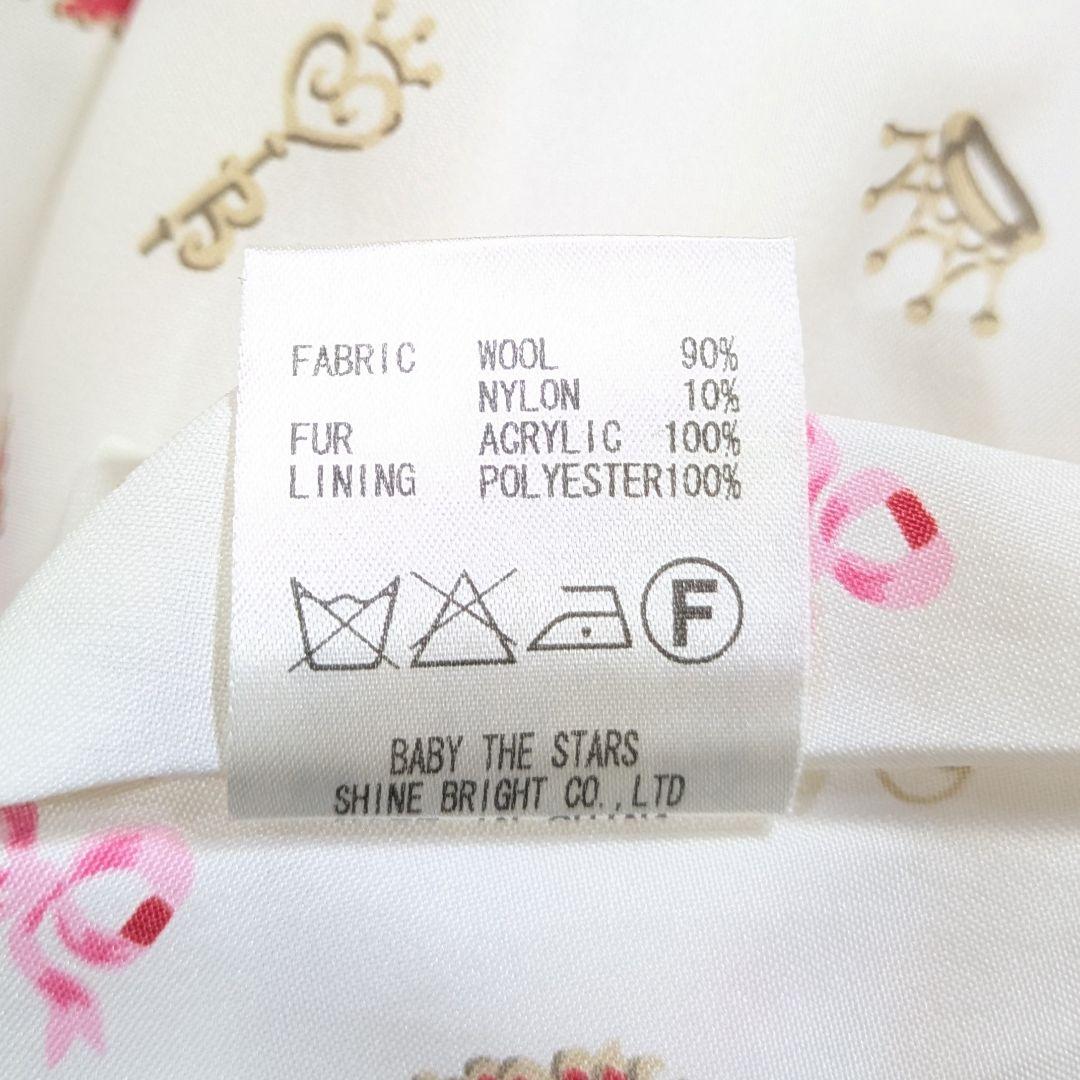 FABRIC WOOL 90%
NYLON 10%
FUR ACRYLIC 100%
LINING POLYESTER100%
F
BABY THE STARS
SHINE BRIGHT CO.,LTD